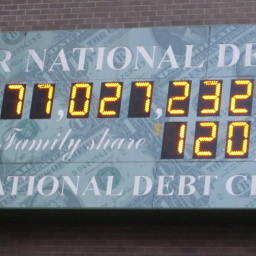 R NATIONAL DE
77,027,232
Family share 120
ATIONAL DEBT C